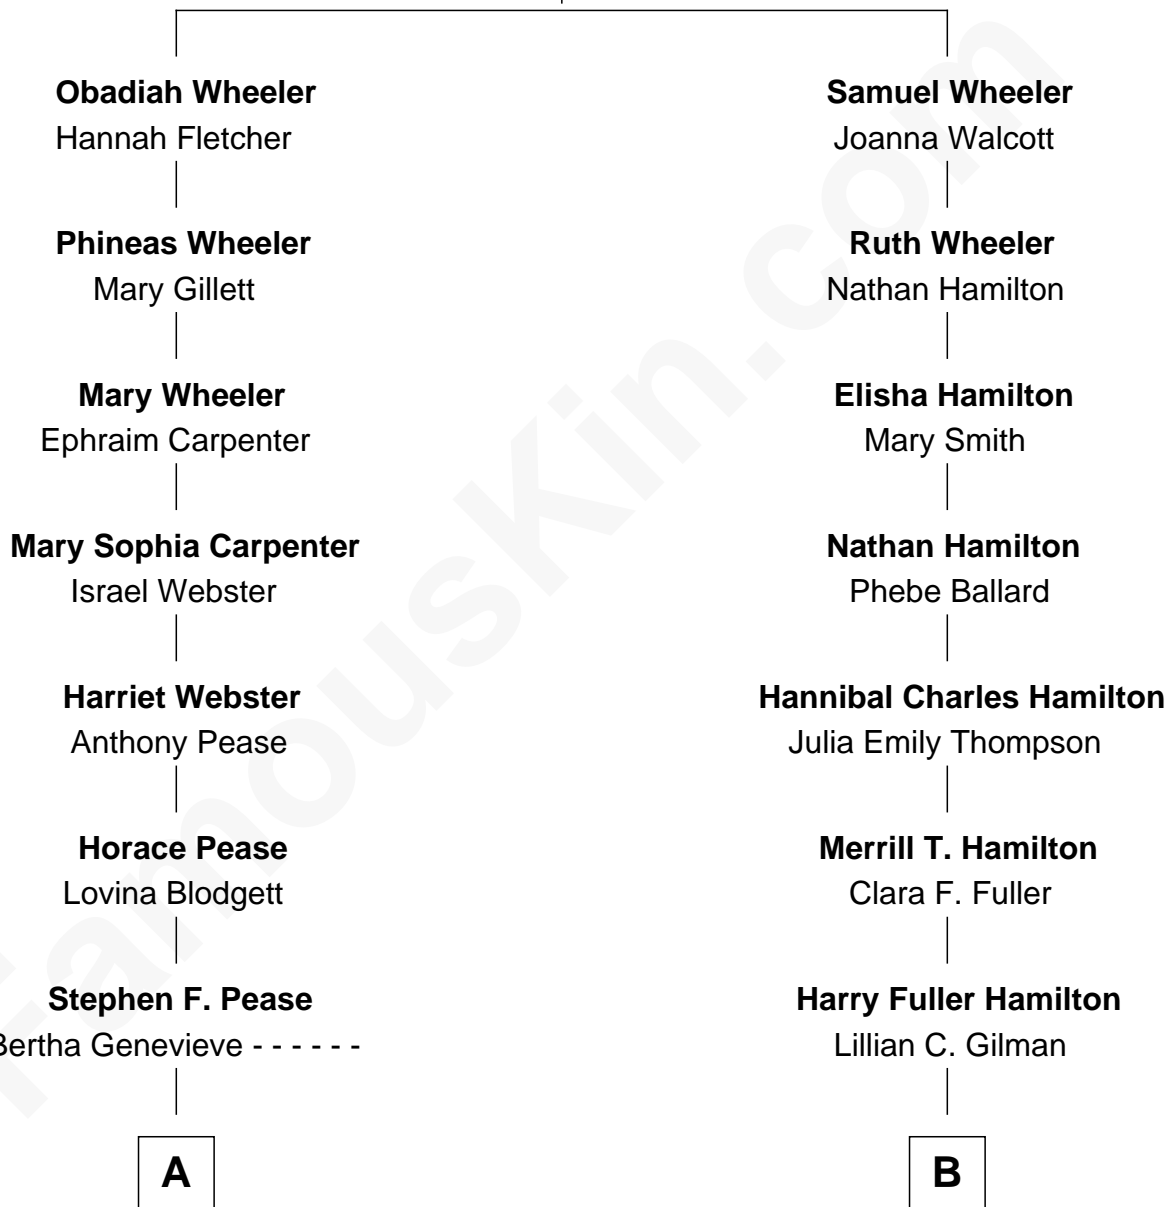 Obadiah Wheeler
Hannah Fletcher
Phineas Wheeler
Mary Gillett
Mary Wheeler
Ephraim Carpenter
Mary Sophia Carpenter
Israel Webster
Harriet Webster
Anthony Pease
Horace Pease
Lovina Blodgett
Stephen F. Pease
Bertha Genevieve - - - - - -
A
Samuel Wheeler
Joanna Walcott
Ruth Wheeler
Nathan Hamilton
Elisha Hamilton
Mary Smith
Nathan Hamilton
Phebe Ballard
Hannibal Charles Hamilton
Julia Emily Thompson
Merrill T. Hamilton
Clara F. Fuller
Harry Fuller Hamilton
Lillian C. Gilman
B
FamousKin.com